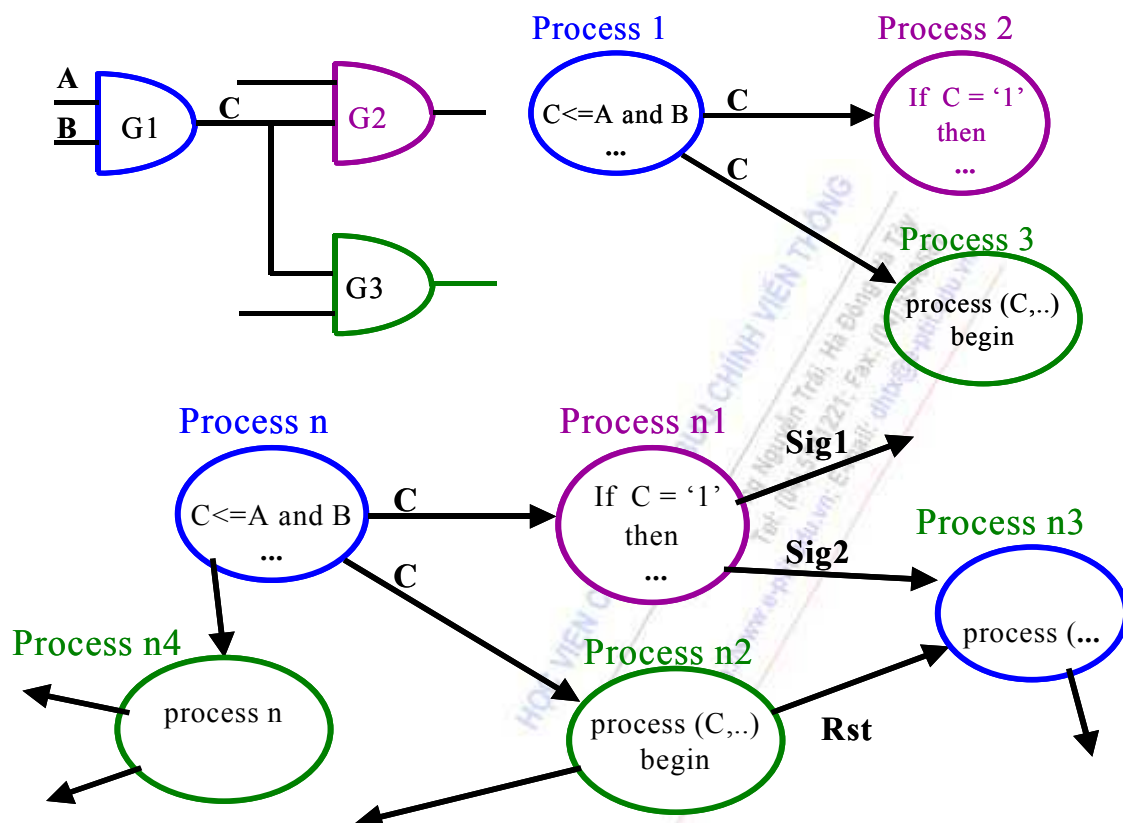 Process 1
Process 2
A
B
G1
C
G2
G3
C<=A and B
...
C
C
If C = ‘1’
then
...
Process 3
process (C,..)
begin
Process n
C<=A and B
...
C
C
Process n1
If C = ‘1’
then
...
Sig1
Sig2
Process n3
process (...
Process n4
process n
Process n2
process (C,..)
begin
Rst